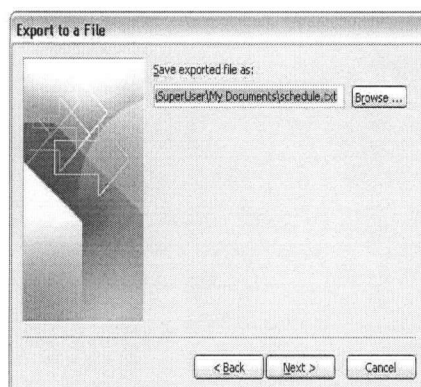 Export to a File
Save exported file as:
\SuperUser\My Documents\schedule.txt
Browse ...
< Back
Next >
Cancel